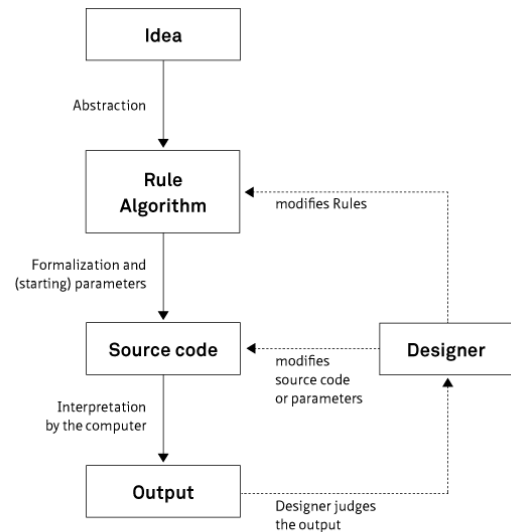 Idea
Abstraction
Rule
Algorithm
modifies Rules
Formalization and
(starting) parameters
Source code
Designer
modifies
source code
or parameters
Interpretation
by the computer
Output
Designer judges
the output